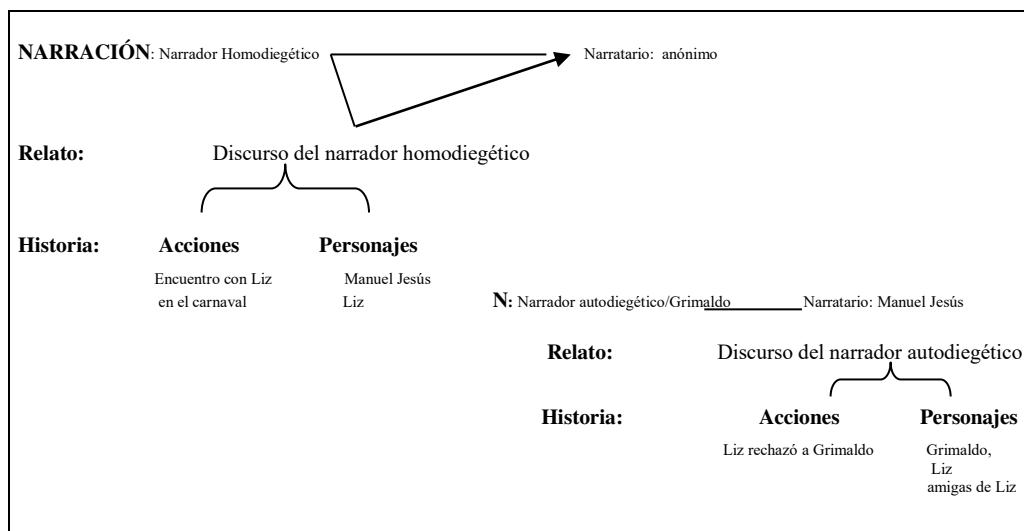 NARRACIÓN: Narrador Homodiegético Narratario: anónimo
Relato: Discurso del narrador homodiegético
Historia: Acciones Personajes
Encuentro con Liz Manuel Jesús
en el carnaval Liz
N: Narrador autodiegético/Grimaldo Narratario: Manuel Jesús
Relato: Discurso del narrador autodiegético
Historia: Acciones Personajes
Liz rechazó a Grimaldo Grimaldo,
Liz
amigas de Liz